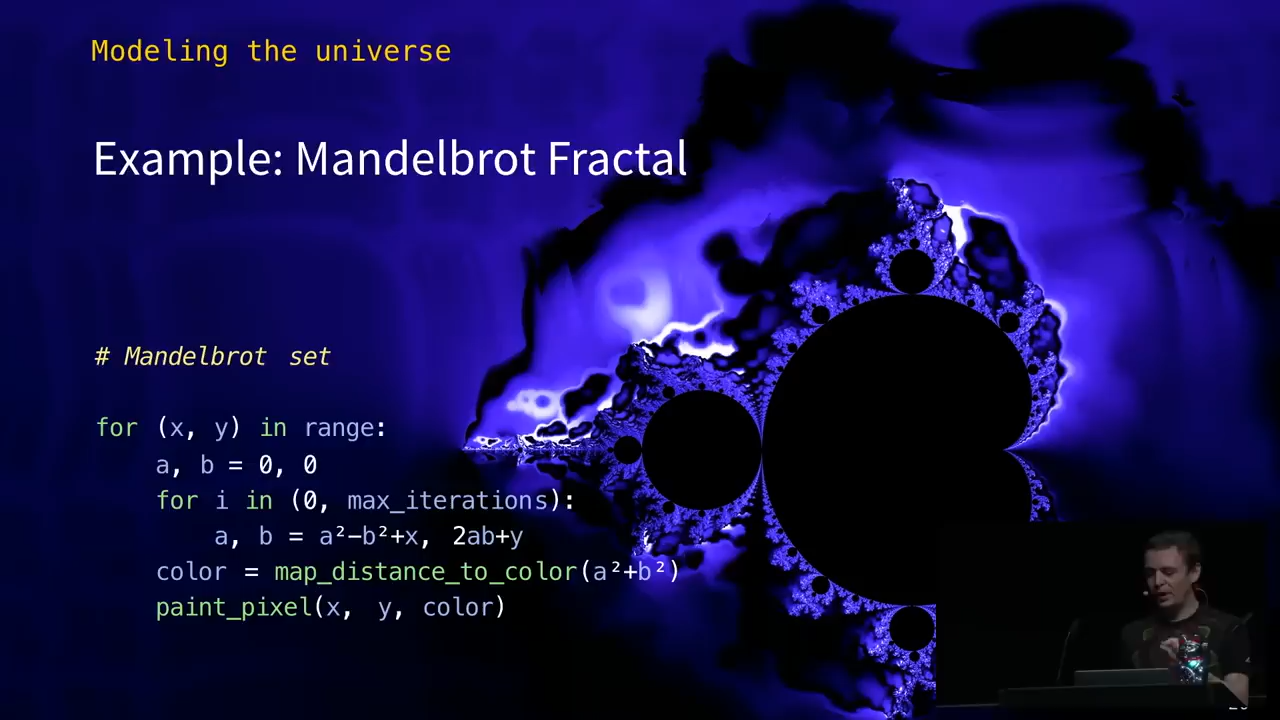 Modeling the universe
Example: Mandelbrot Fractal
# Mandelbrot set
for (x, y) in range:
    a, b = 0, 0
    for i in (0, max_iterations):
        a, b = a²−b²+x, 2ab+y
    color = map_distance_to_color(a²+b²)
    paint_pixel(x, y, color)